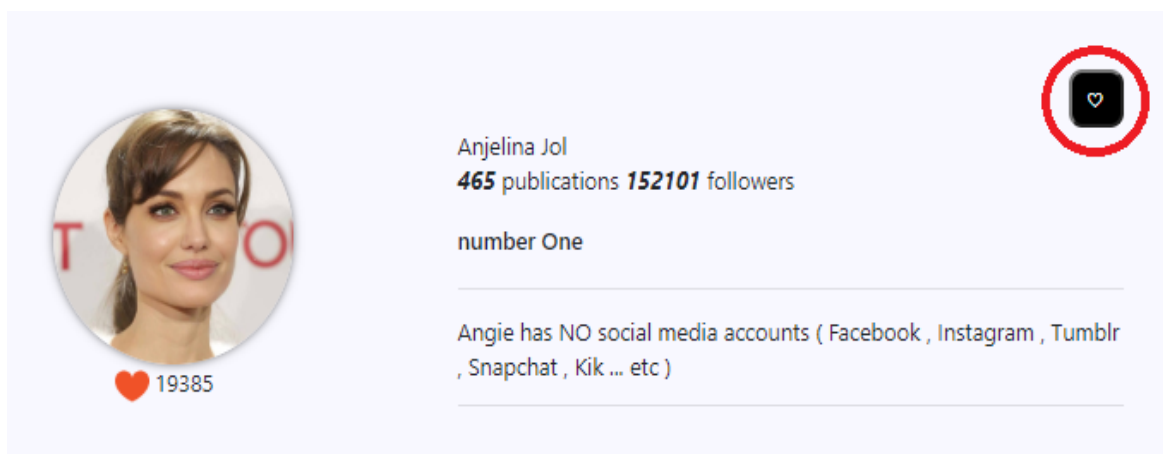 Anjelina Jol
465 publications 152101 followers
number One
Angie has NO social media accounts ( Facebook , Instagram , Tumblr
, Snapchat , Kik ... etc )
T TO
19385